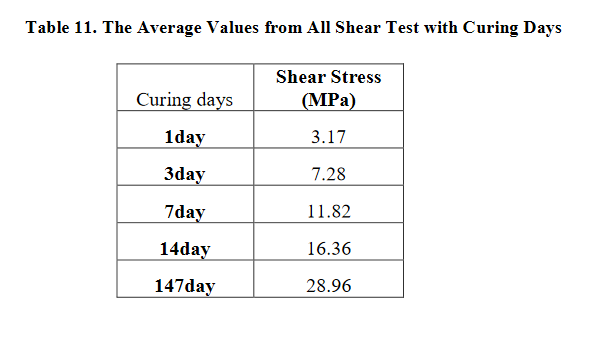 Table 11. The Average Values from All Shear Test with Curing Days
Curing days Shear Stress
(MPa)
1day 3.17
3day 7.28
7day 11.82
14day 16.36
147day 28.96